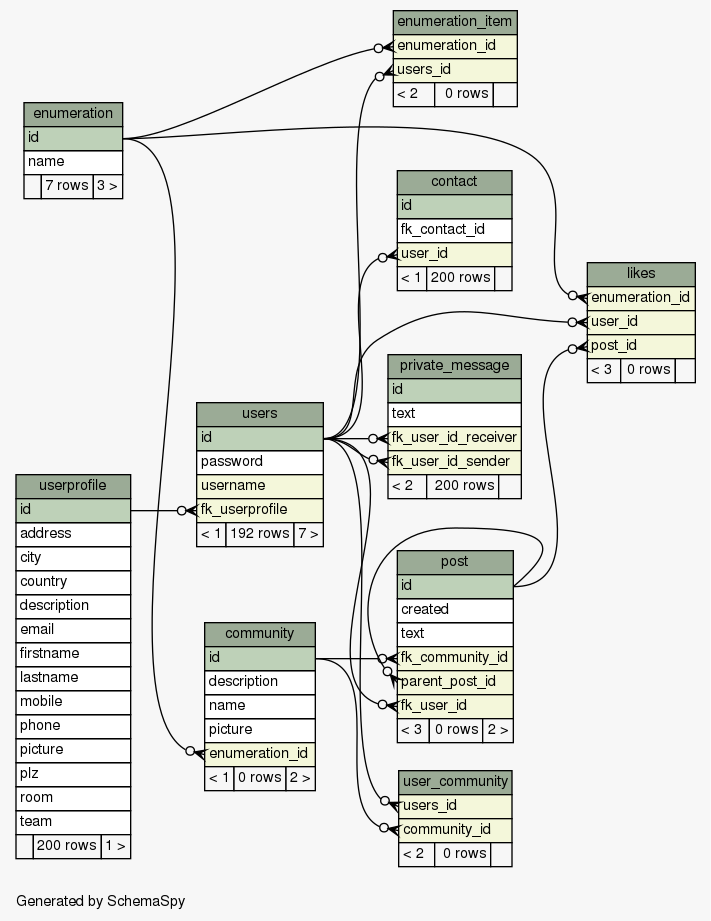 enumeration_item
enumeration_id
users_id
< 2 0 rows
enumeration
id
name
7 rows 3 >
contact
id
fk_contact_id
user_id
< 1 200 rows
likes
enumeration_id
user_id
post_id
< 3 0 rows
private_message
id
text
fk_user_id_receiver
fk_user_id_sender
< 2 200 rows
users
id
password
username
fk_userprofile
< 1 192 rows 7 >
userprofile
id
address
city
country
description
email
firstname
lastname
mobile
phone
picture
plz
room
team
200 rows 1 >
post
id
created
text
fk_community_id
parent_post_id
fk_user_id
< 3 0 rows 2 >
community
id
description
name
picture
enumeration_id
< 1 0 rows 2 >
user_community
users_id
community_id
< 2 0 rows
Generated by SchemaSpy